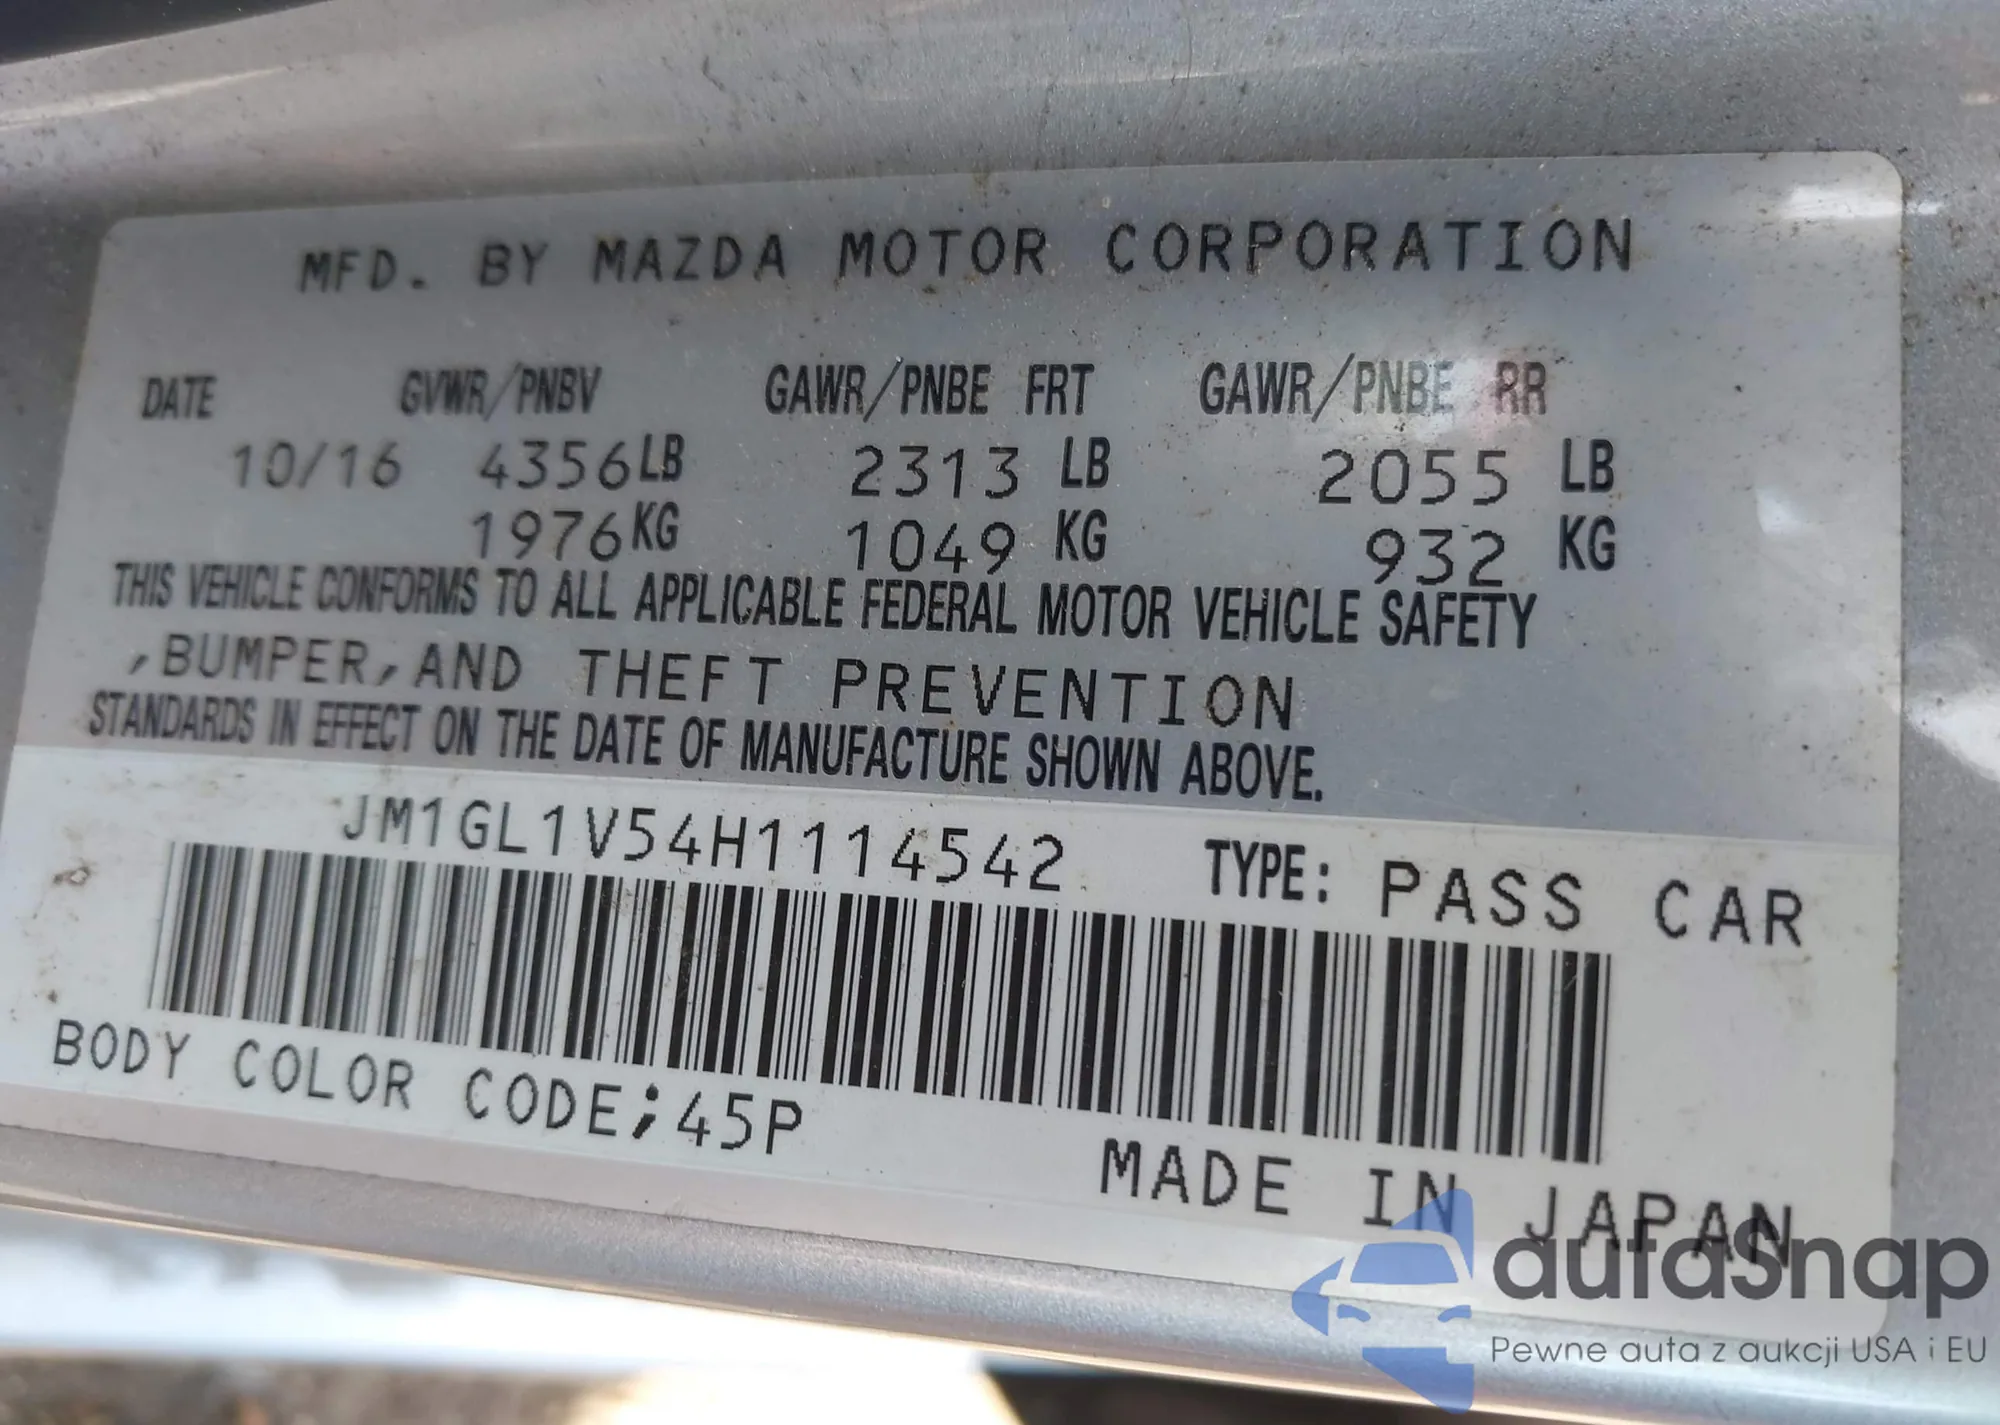 MFD. BY MAZDA MOTOR CORPORATION
DATE GVWR/PNBV GAWR/PNBE FRT GAWR/PNBE RR
10/16 4356LB 2313 LB 2055 LB
1976KG 1049 KG 932 KG
THIS VEHICLE CONFORMS TO ALL APPLICABLE FEDERAL MOTOR VEHICLE SAFETY
,BUMPER,AND THEFT PREVENTION
STANDARDS IN EFFECT ON THE DATE OF MANUFACTURE SHOWN ABOVE.
JM1GL1V54H1114542 TYPE: PASS CAR
BODY COLOR CODE;45P
MADE IN JAPAN
autaSnap
Pewne auta z aukcji USA i EU